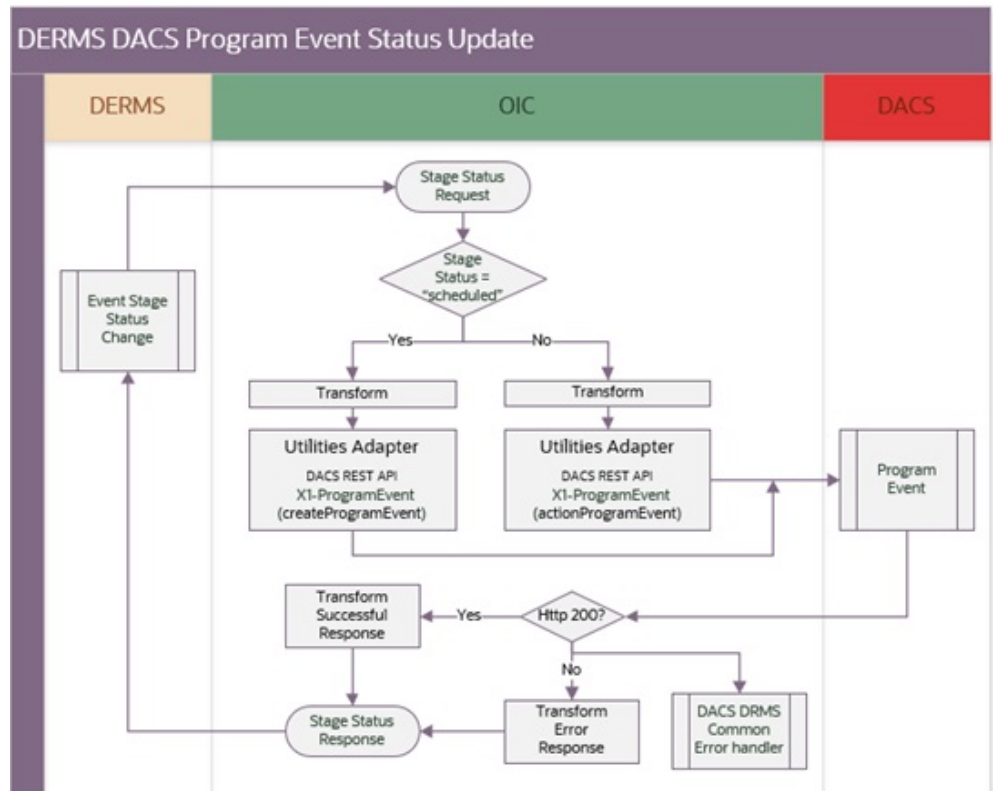 DERMS DACS Program Event Status Update
DERMS
OIC
DACS
Stage Status
Request
Stage
Status =
"scheduled"
Event Stage
Status
Change
Yes
No
Transform
Transform
Utilities Adapter
DACS REST API
X1-ProgramEvent
(createProgramEvent)
Utilities Adapter
DACS REST API
X1-ProgramEvent
(actionProgramEvent)
Program
Event
Transform
Successful
Response
Yes
Http 200?
No
Stage Status
Response
Transform
Error
Response
DACS DRMS
Common
Error handler